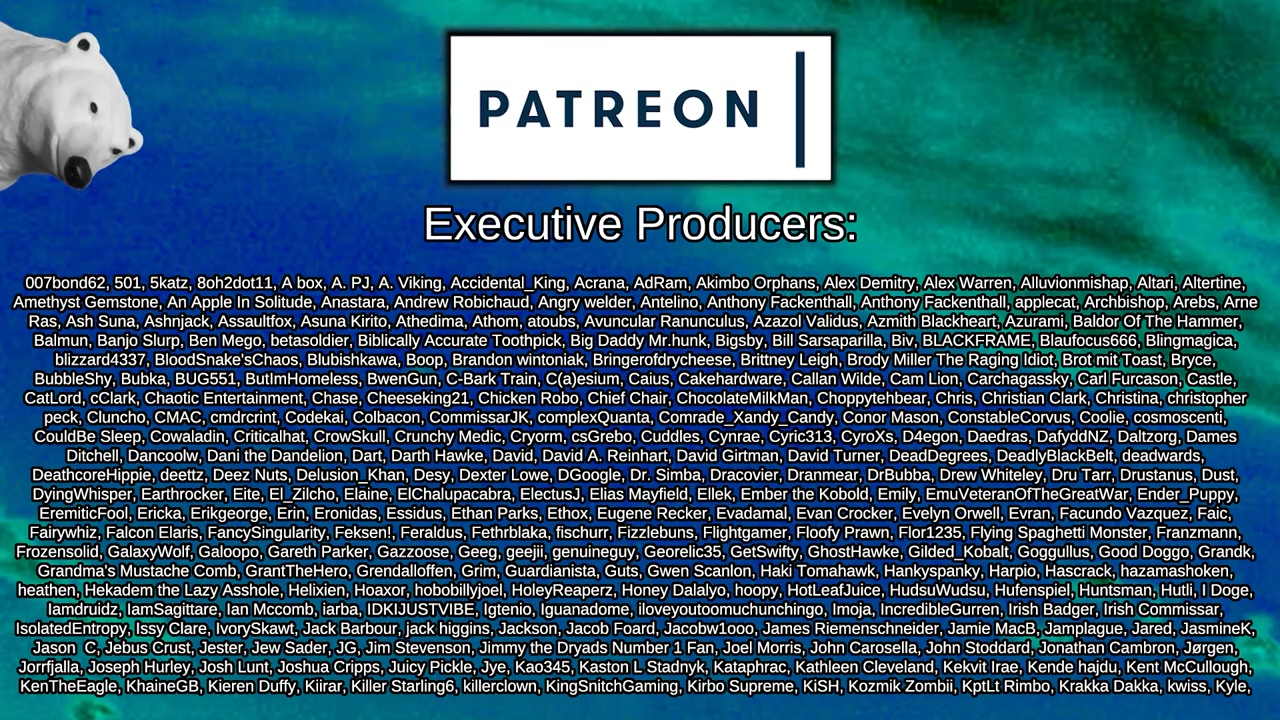 PATREON
Executive Producers:
007bond62, 501, 5katz, 8oh2dot11, A box, A. PJ, A. Viking, Accidental_King, Acrana, AdRam, Akimbo Orphans, Alex Demitry, Alex Warren, Alluvionmishap, Altari, Altertine,
Amethyst Gemstone, An Apple In Solitude, Anastara, Andrew Robichaud, Angry welder, Antelino, Anthony Fackenthall, Anthony Fackenthall, applecat, Archbishop, Arebs, Arne
Ras, Ash Suna, Ashnjack, Assaultfox, Asuna Kirito, Athedima, Athom, atoubs, Avuncular Ranunculus, Azazol Validus, Azmith Blackheart, Azurami, Baldor Of The Hammer,
Balmun, Banjo Slurp, Ben Mego, betasoldier, Biblically Accurate Toothpick, Big Daddy Mr.hunk, Bigsby, Bill Sarsaparilla, Biv, BLACKFRAME, Blaufocus666, Blingmagica,
blizzard4337, BloodSnake'sChaos, Blubishkawa, Boop, Brandon wintoniak, Bringerofdrycheese, Brittney Leigh, Brody Miller The Raging Idiot, Brot mit Toast, Bryce,
BubbleShy, Bubka, BUG551, ButImHomeless, BwenGun, C-Bark Train, C(a)esium, Caius, Cakehardware, Callan Wilde, Cam Lion, Carchagassky, Carl Furcason, Castle,
CatLord, cClark, Chaotic Entertainment, Chase, Cheeseking21, Chicken Robo, Chief Chair, ChocolateMilkMan, Choppytehbear, Chris, Christian Clark, Christina, christopher
peck, Cluncho, CMAC, cmdrcrint, Codekai, Colbacon, CommissarJK, complexQuanta, Comrade_Xandy_Candy, Conor Mason, ConstableCorvus, Coolie, cosmoscenti,
CouldBe Sleep, Cowaladin, Criticalhat, CrowSkull, Crunchy Medic, Cryorm, csGrebo, Cuddles, Cynrae, Cyric313, CyroXs, D4egon, Daedras, DafyddNZ, Daltzorg, Dames
Ditchell, Dancoolw, Dani the Dandelion, Dart, Darth Hawke, David, David A. Reinhart, David Girtman, David Turner, DeadDegrees, DeadlyBlackBelt, deadwards,
DeathcoreHippie, deettz, Deez Nuts, Delusion_Khan, Desy, Dexter Lowe, DGoogle, Dr. Simba, Dracovier, Dranmear, DrBubba, Drew Whiteley, Dru Tarr, Drustanus, Dust,
DyingWhisper, Earthrocker, Eite, El_Zilcho, Elaine, ElChalupacabra, ElectusJ, Elias Mayfield, Ellek, Ember the Kobold, Emily, EmuVeteranOfTheGreatWar, Ender_Puppy,
EremiticFool, Ericka, Erikgeorge, Erin, Eronidas, Essidus, Ethan Parks, Ethox, Eugene Recker, Evadamal, Evan Crocker, Evelyn Orwell, Evran, Facundo Vazquez, Faic,
Fairywhiz, Falcon Elaris, FancySingularity, Feksen!, Feraldus, Fethrblaka, fischurr, Fizzlebuns, Flightgamer, Floofy Prawn, Flor1235, Flying Spaghetti Monster, Franzmann,
Frozensolid, GalaxyWolf, Galoopo, Gareth Parker, Gazzoose, Geeg, geejii, genuineguy, Georelic35, GetSwifty, GhostHawke, Gilded_Kobalt, Goggullus, Good Doggo, Grandk,
Grandma's Mustache Comb, GrantTheHero, Grendalloffen, Grim, Guardianista, Guts, Gwen Scanlon, Haki Tomahawk, Hankyspanky, Harpio, Hascrack, hazamashoken,
heathen, Hekadem the Lazy Asshole, Helixien, Hoaxor, hobobillyjoel, HoleyReaperz, Honey Dalalyo, hoopy, HotLeafJuice, HudsuWudsu, Hufenspiel, Huntsman, Hutli, I Doge,
Iamdruidz, IamSagittare, Ian Mccomb, iarba, IDKIJUSTVIBE, Igtenio, Iguanadome, iloveyoutoomuchunchingo, Imoja, IncredibleGurren, Irish Badger, Irish Commissar,
IsolatedEntropy, Issy Clare, IvorySkawt, Jack Barbour, jack higgins, Jackson, Jacob Foard, Jacobw1ooo, James Riemenschneider, Jamie MacB, Jamplague, Jared, JasmineK,
Jason_C, Jebus Crust, Jester, Jew Sader, JG, Jim Stevenson, Jimmy the Dryads Number 1 Fan, Joel Morris, John Carosella, John Stoddard, Jonathan Cambron, Jørgen,
Jorrfjalla, Joseph Hurley, Josh Lunt, Joshua Cripps, Juicy Pickle, Jye, Kao345, Kaston L Stadnyk, Kataphrac, Kathleen Cleveland, Kekvit Irae, Kende hajdu, Kent McCullough,
KenTheEagle, KhaineGB, Kieren Duffy, Kiirar, Killer Starling6, killerclown, KingSnitchGaming, Kirbo Supreme, KiSH, Kozmik Zombii, KptLt Rimbo, Krakka Dakka, kwiss, Kyle,